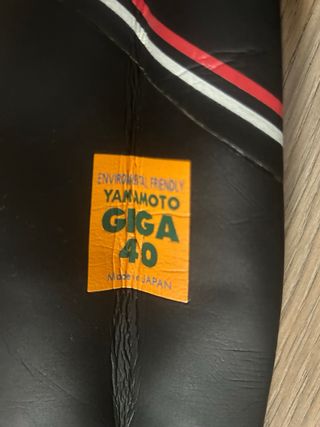 ENVIRONMENTAL FRIENDLY
YAMAMOTO
GIGA
40
Made in JAPAN